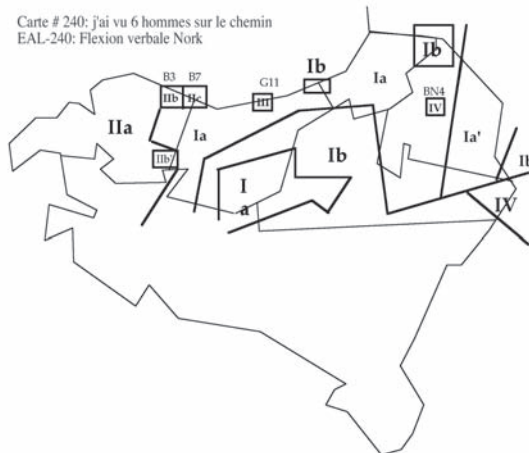 Carte # 240: j'ai vu 6 hommes sur le chemin
EAL-240: Flexion verbale Nork
B3 B7 G11 Ib Ib
IIb IIc III Ia BN4
IV
IIa Ia Ib Ia'
IIb' Ib
I
a IV